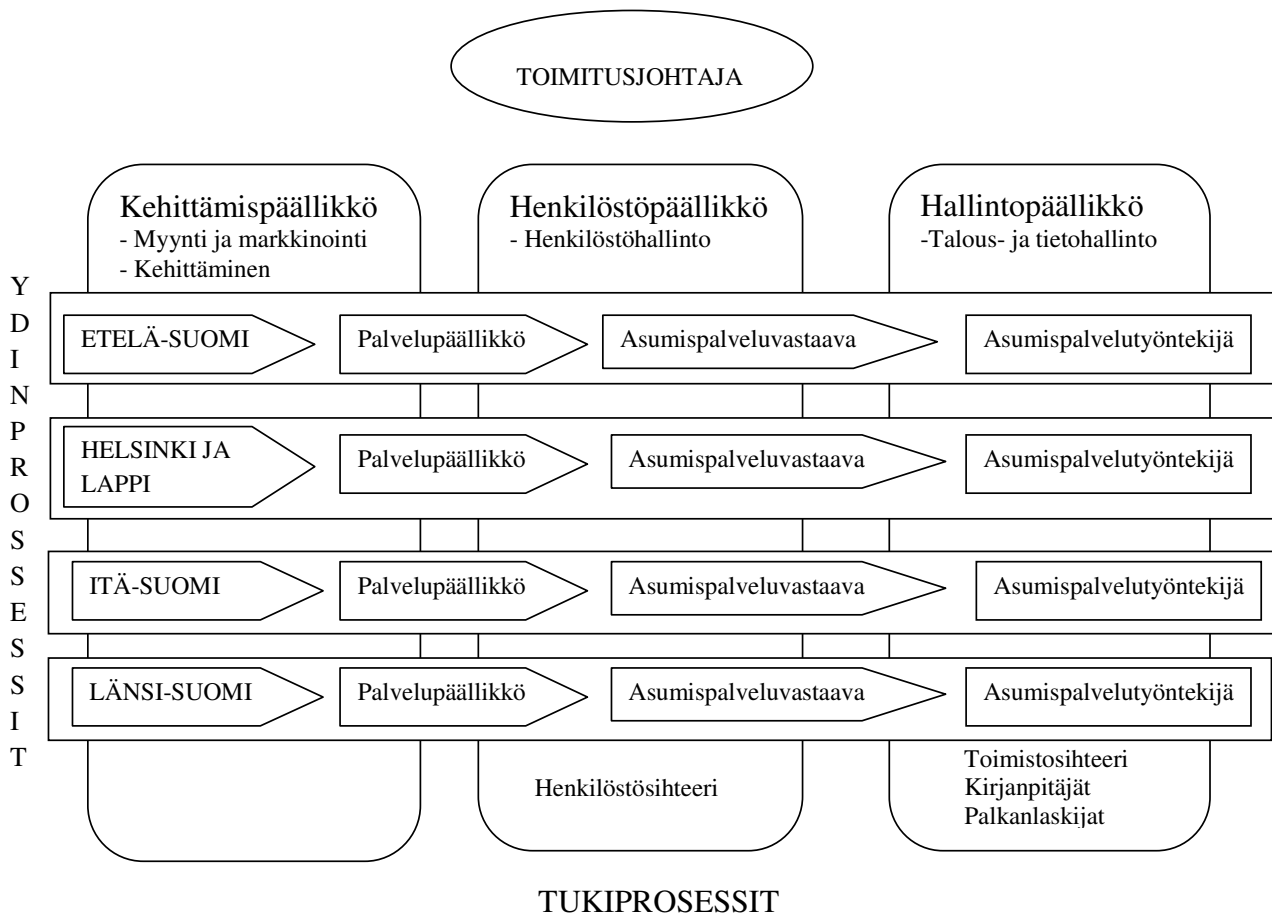 TOIMITUSJOHTAJA
Kehittämispäällikkö
- Myynti ja markkinointi
- Kehittäminen
Henkilöstöpäällikkö
- Henkilöstöhallinto
Hallintopäällikkö
-Talous- ja tietohallinto
YDINPROSSESSIT
ETELÄ-SUOMI
Palvelupäällikkö
Asumispalveluvastaava
Asumispalvelutyöntekijä
HELSINKI JA
LAPPI
Palvelupäällikkö
Asumispalveluvastaava
Asumispalvelutyöntekijä
ITÄ-SUOMI
Palvelupäällikkö
Asumispalveluvastaava
Asumispalvelutyöntekijä
LÄNSI-SUOMI
Palvelupäällikkö
Asumispalveluvastaava
Asumispalvelutyöntekijä
Henkilöstösihteeri
Toimistosihteeri
Kirjanpitäjät
Palkanlaskijat
TUKIPROSESSIT